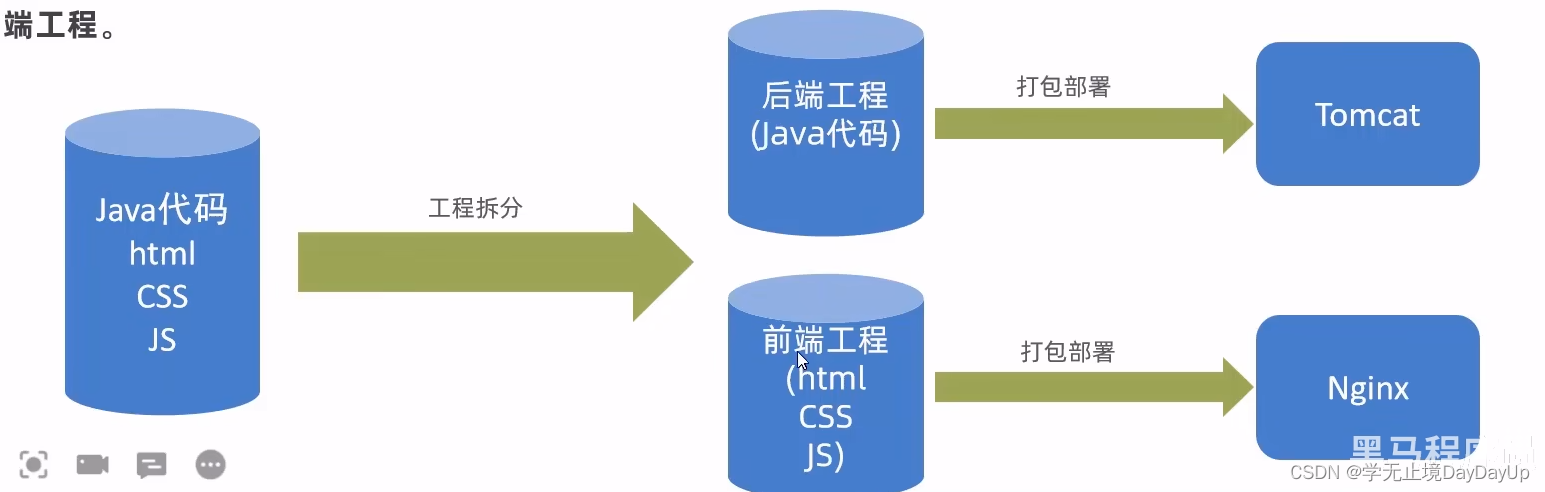 端工程。
Java代码
html
CSS
JS
工程拆分
后端工程
(Java代码)
打包部署
Tomcat
前端工程
(html
CSS
JS)
打包部署
Nginx
黑马程序员
CSDN @学无止境DayDayUp